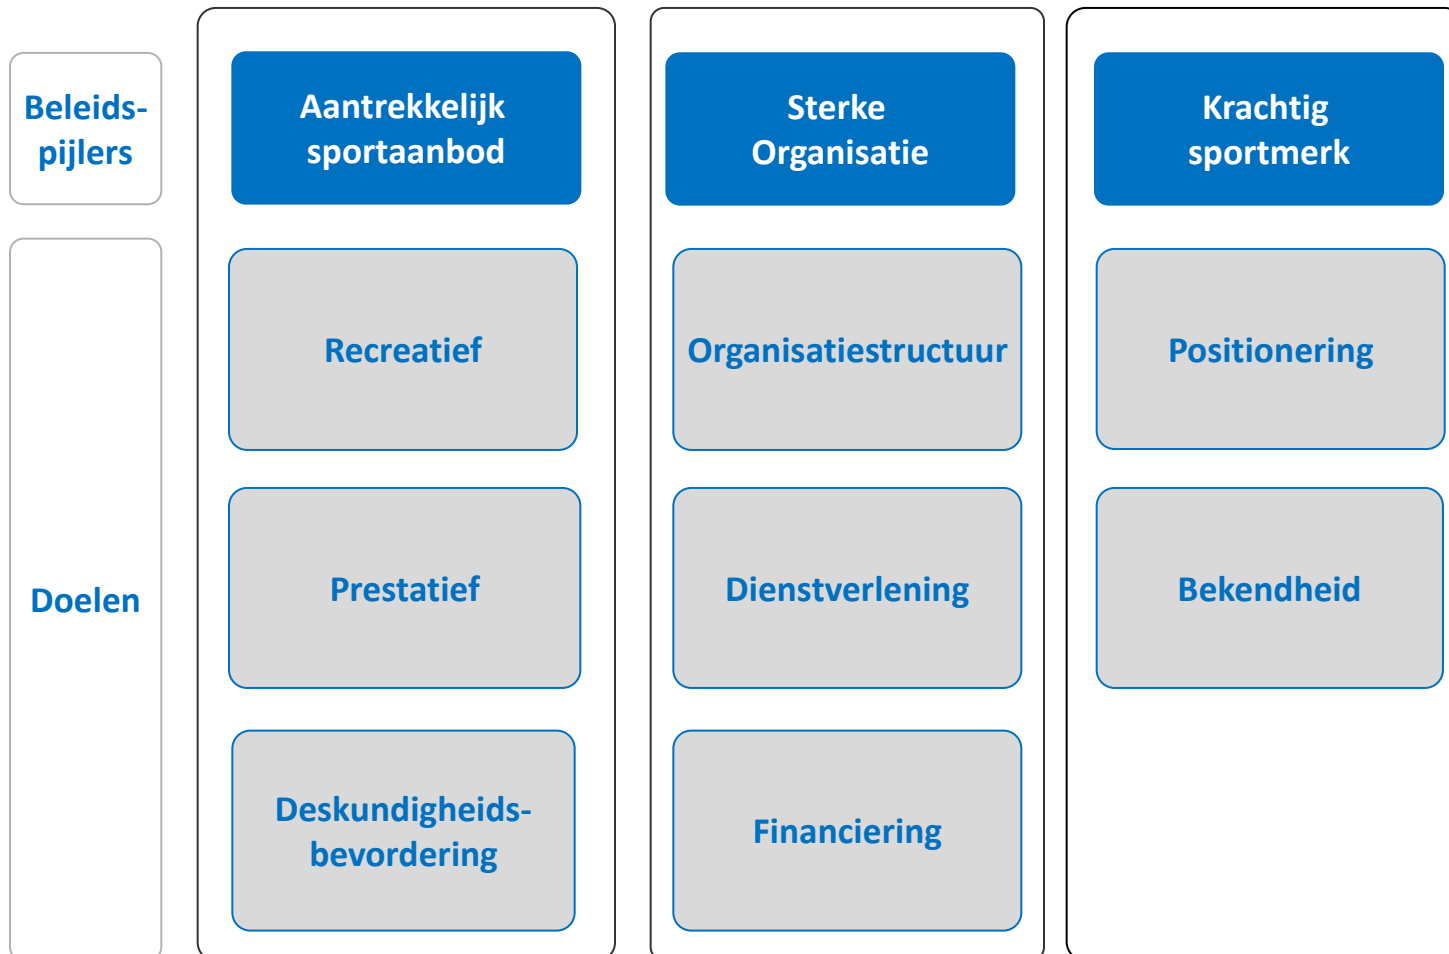 Beleids-
pijlers
Aantrekkelijk
sportaanbod
Sterke
Organisatie
Krachtig
sportmerk
Doelen
Recreatief
Organisatiestructuur
Positionering
Prestatief
Dienstverlening
Bekendheid
Deskundigheids-
bevordering
Financiering